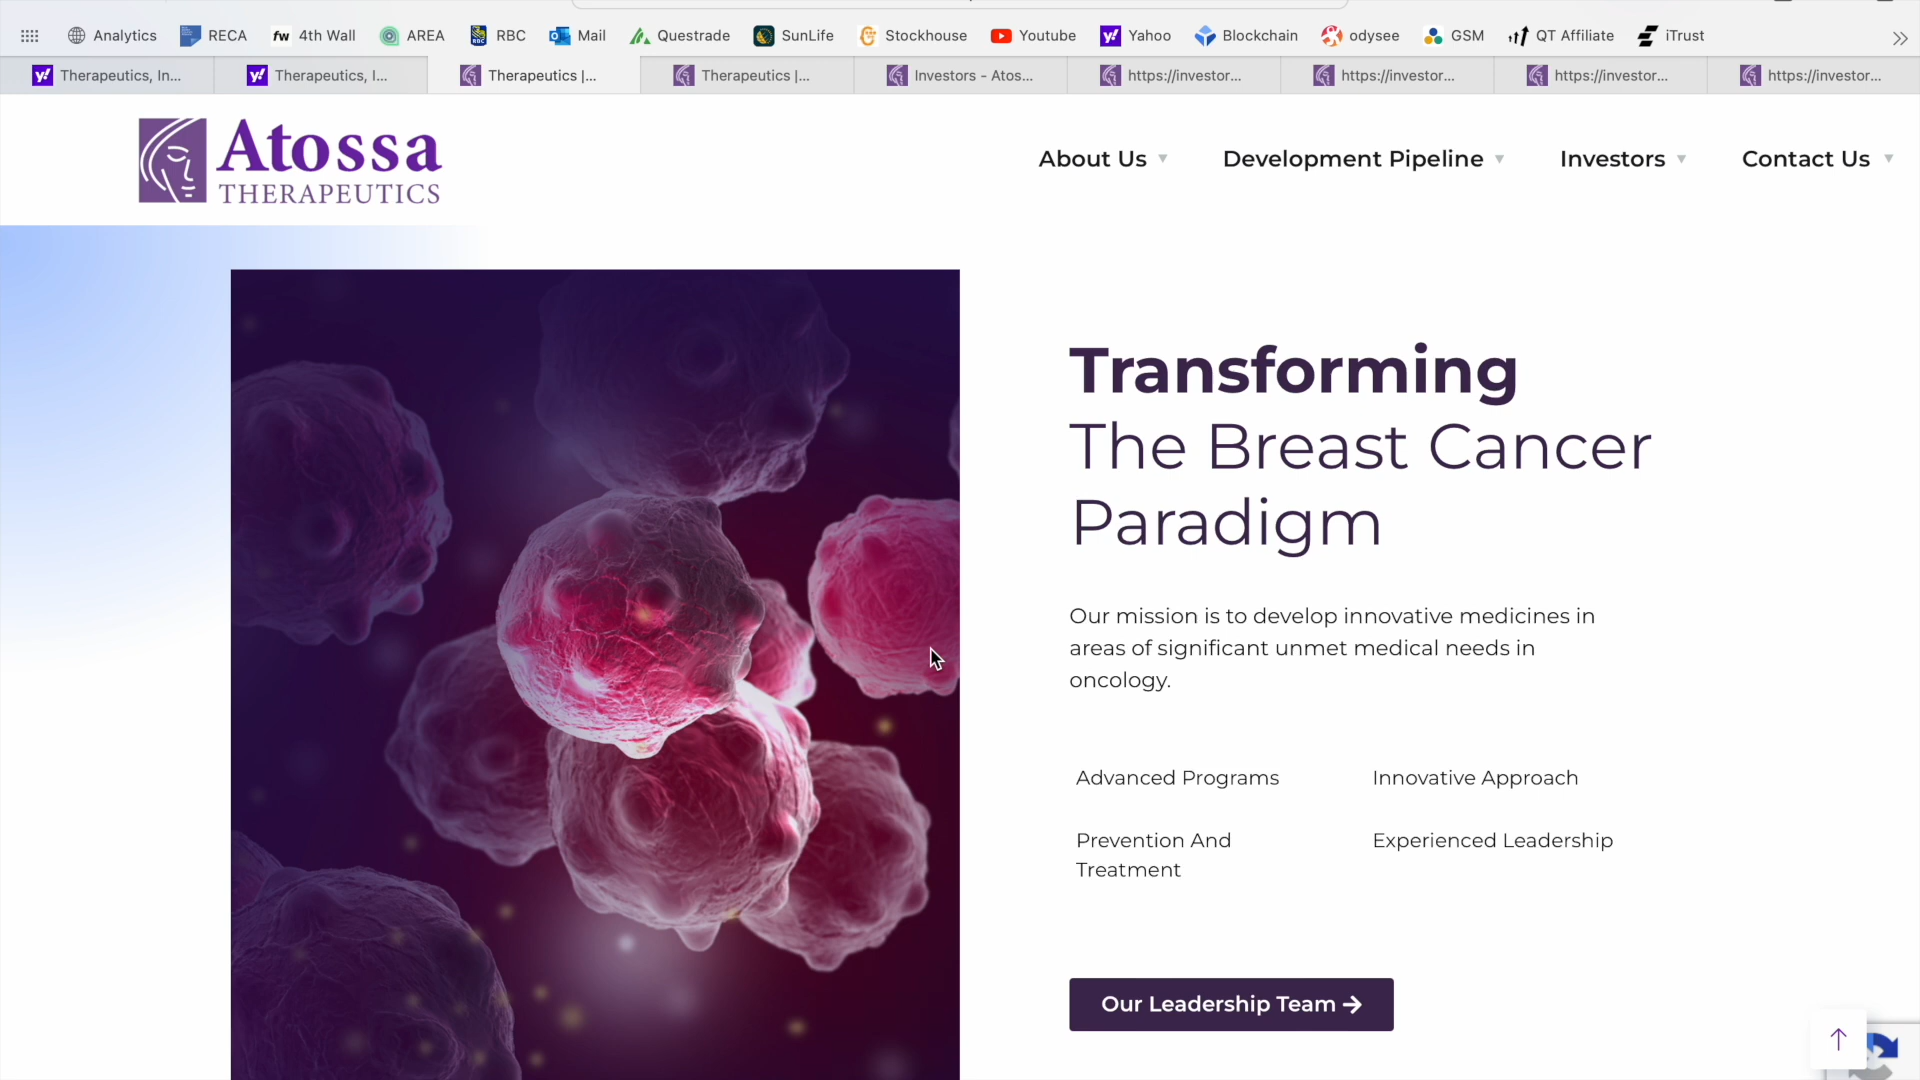 Analytics RECA fw 4th Wall AREA RBC Mail Questrade SunLife Stockhouse Youtube Yahoo Blockchain odysee GSM QT Affiliate iTrust
Therapeutics, In... Therapeutics, I... Therapeutics |... Therapeutics |... Investors - Atos... https://investor... https://investor... https://investor... https://investor...
Atossa
THERAPEUTICS
About Us Development Pipeline Investors Contact Us
Transforming
The Breast Cancer
Paradigm
Our mission is to develop innovative medicines in
areas of significant unmet medical needs in
oncology.
Advanced Programs Innovative Approach
Prevention And Experienced Leadership
Treatment
Our Leadership Team